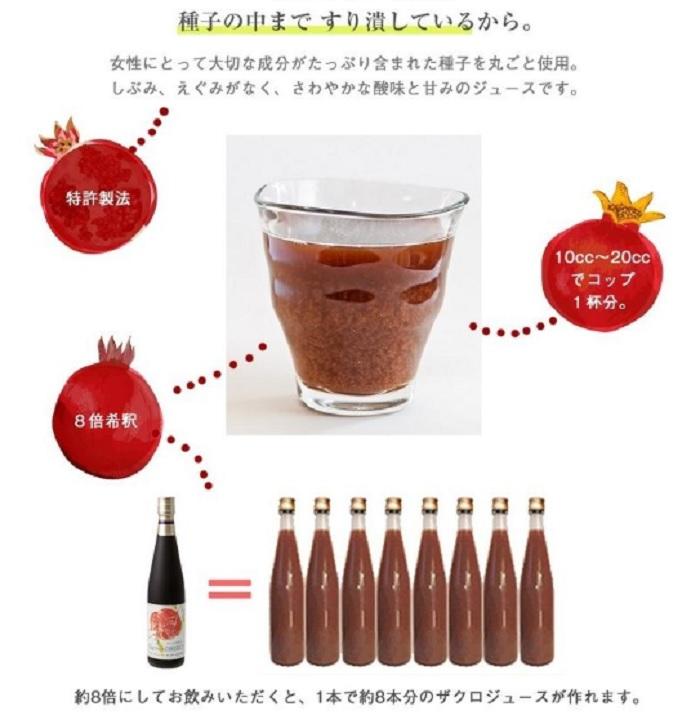 種子の中まで すり潰しているから。
女性にとって大切な成分がたっぷり含まれた種子を丸ごと使用。
しぶみ、えぐみがなく、さわやかな酸味と甘みのジュースです。
特許製法
10cc〜20cc
でコップ
1杯分。
8倍希釈
約8倍にしてお飲みいただくと、1本で約8本分のザクロジュースが作れます。